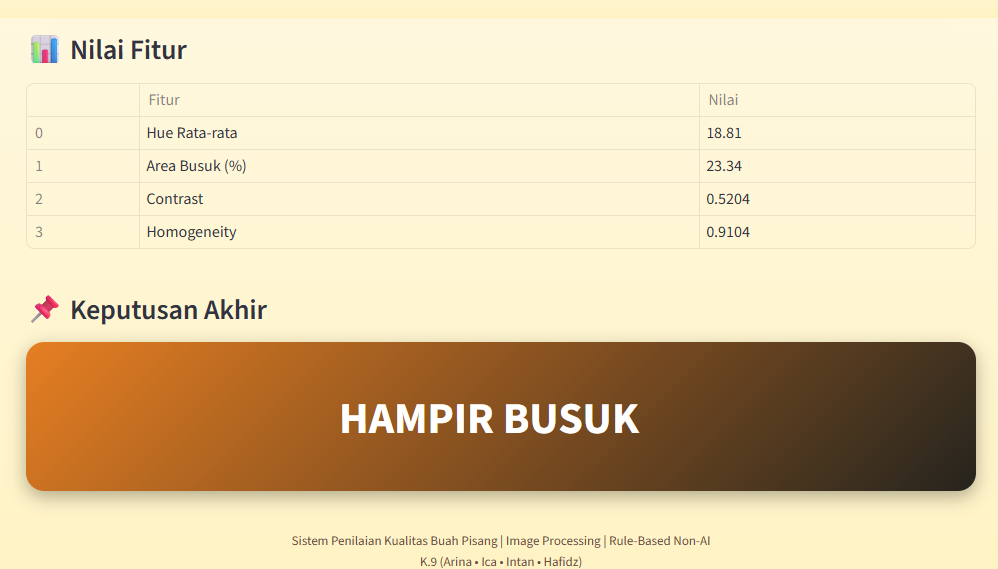 Nilai Fitur
Fitur Nilai
0 Hue Rata-rata 18.81
1 Area Busuk (%) 23.34
2 Contrast 0.5204
3 Homogeneity 0.9104
Keputusan Akhir
HAMPIR BUSUK
Sistem Penilaian Kualitas Buah Pisang | Image Processing | Rule-Based Non-AI
K.9 (Arina • Ica • Intan • Hafidz)